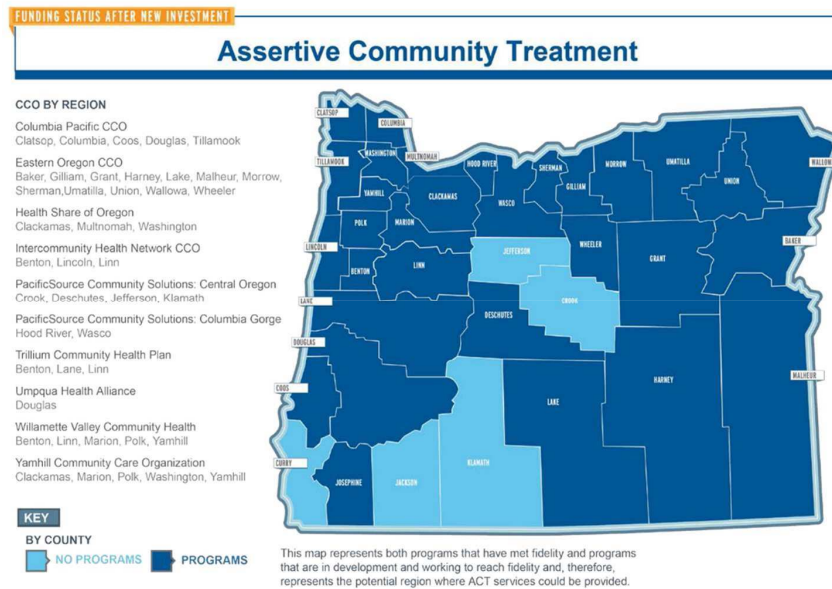 FUNDING STATUS AFTER NEW INVESTMENT
Assertive Community Treatment
CCO BY REGION
Columbia Pacific CCO
Clatsop, Columbia, Coos, Douglas, Tillamook
Eastern Oregon CCO
Baker, Gilliam, Grant, Harney, Lake, Malheur, Morrow,
Sherman,Umatilla, Union, Wallowa, Wheeler
Health Share of Oregon
Clackamas, Multnomah, Washington
Intercommunity Health Network CCO
Benton, Lincoln, Linn
PacificSource Community Solutions: Central Oregon
Crook, Deschutes, Jefferson, Klamath
PacificSource Community Solutions: Columbia Gorge
Hood River, Wasco
Trillium Community Health Plan
Benton, Lane, Linn
Umpqua Health Alliance
Douglas
Willamette Valley Community Health
Benton, Linn, Marion, Polk, Yamhill
Yamhill Community Care Organization
Clackamas, Marion, Polk, Washington, Yamhill
KEY
BY COUNTY
NO PROGRAMS
PROGRAMS
CLATSOP
COLUMBIA
TILLAMOOK
WASHINGTON
MULTNOMAH
HOOD RIVER
SHERMAN
GILLIAM
MORROW
UMATILLA
UNION
WALLOW
YAMHILL
CLACKAMAS
WASCO
POLK
MARION
LINCOLN
BENTON
LINN
JEFFERSON
WHEELER
GRANT
BAKER
LANE
CROOK
DESCHUTES
DOUGLAS
COOS
LAKE
HARNEY
MALHEUR
CURRY
JOSEPHINE
JACKSON
KLAMATH
This map represents both programs that have met fidelity and programs
that are in development and working to reach fidelity and, therefore,
represents the potential region where ACT services could be provided.